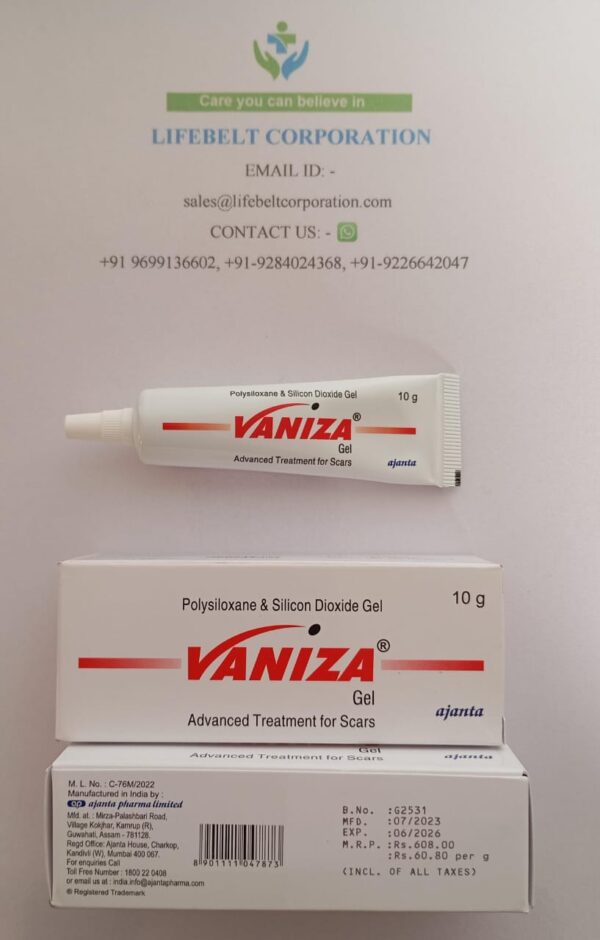 Care you can believe in
LIFEBELT CORPORATION
EMAIL ID: -
sales@lifebeltcorporation.com
CONTACT US: -
+91 9699136602, +91-9284024368, +91-9226642047
Polysiloxane & Silicon Dioxide Gel 10 g
VANIZA®
Gel
Advanced Treatment for Scars ajanta
Polysiloxane & Silicon Dioxide Gel 10 g
VANIZA®
Gel
Advanced Treatment for Scars ajanta
Gel
Advanced Treatment for Scars ajanta
M. L. No. : C-76M/2022
Manufactured in India by :
ap ajanta pharma limited
Mfd. at. : Mirza-Palashbari Road,
Village Kokjhar, Kamrup (R),
Guwahati, Assam - 781128.
Regd Office: Ajanta House, Charkop,
Kandivli (W), Mumbai 400 067.
For enquiries Call
Toll Free Number : 1800 22 0408
or email us at : india.info@ajantapharma.com
® Registered Trademark
8 901111 047873
B.No. :G2531
MFD. :07/2023
EXP. :06/2026
M.R.P. :Rs.608.00
:Rs.60.80 per g
(INCL. OF ALL TAXES)